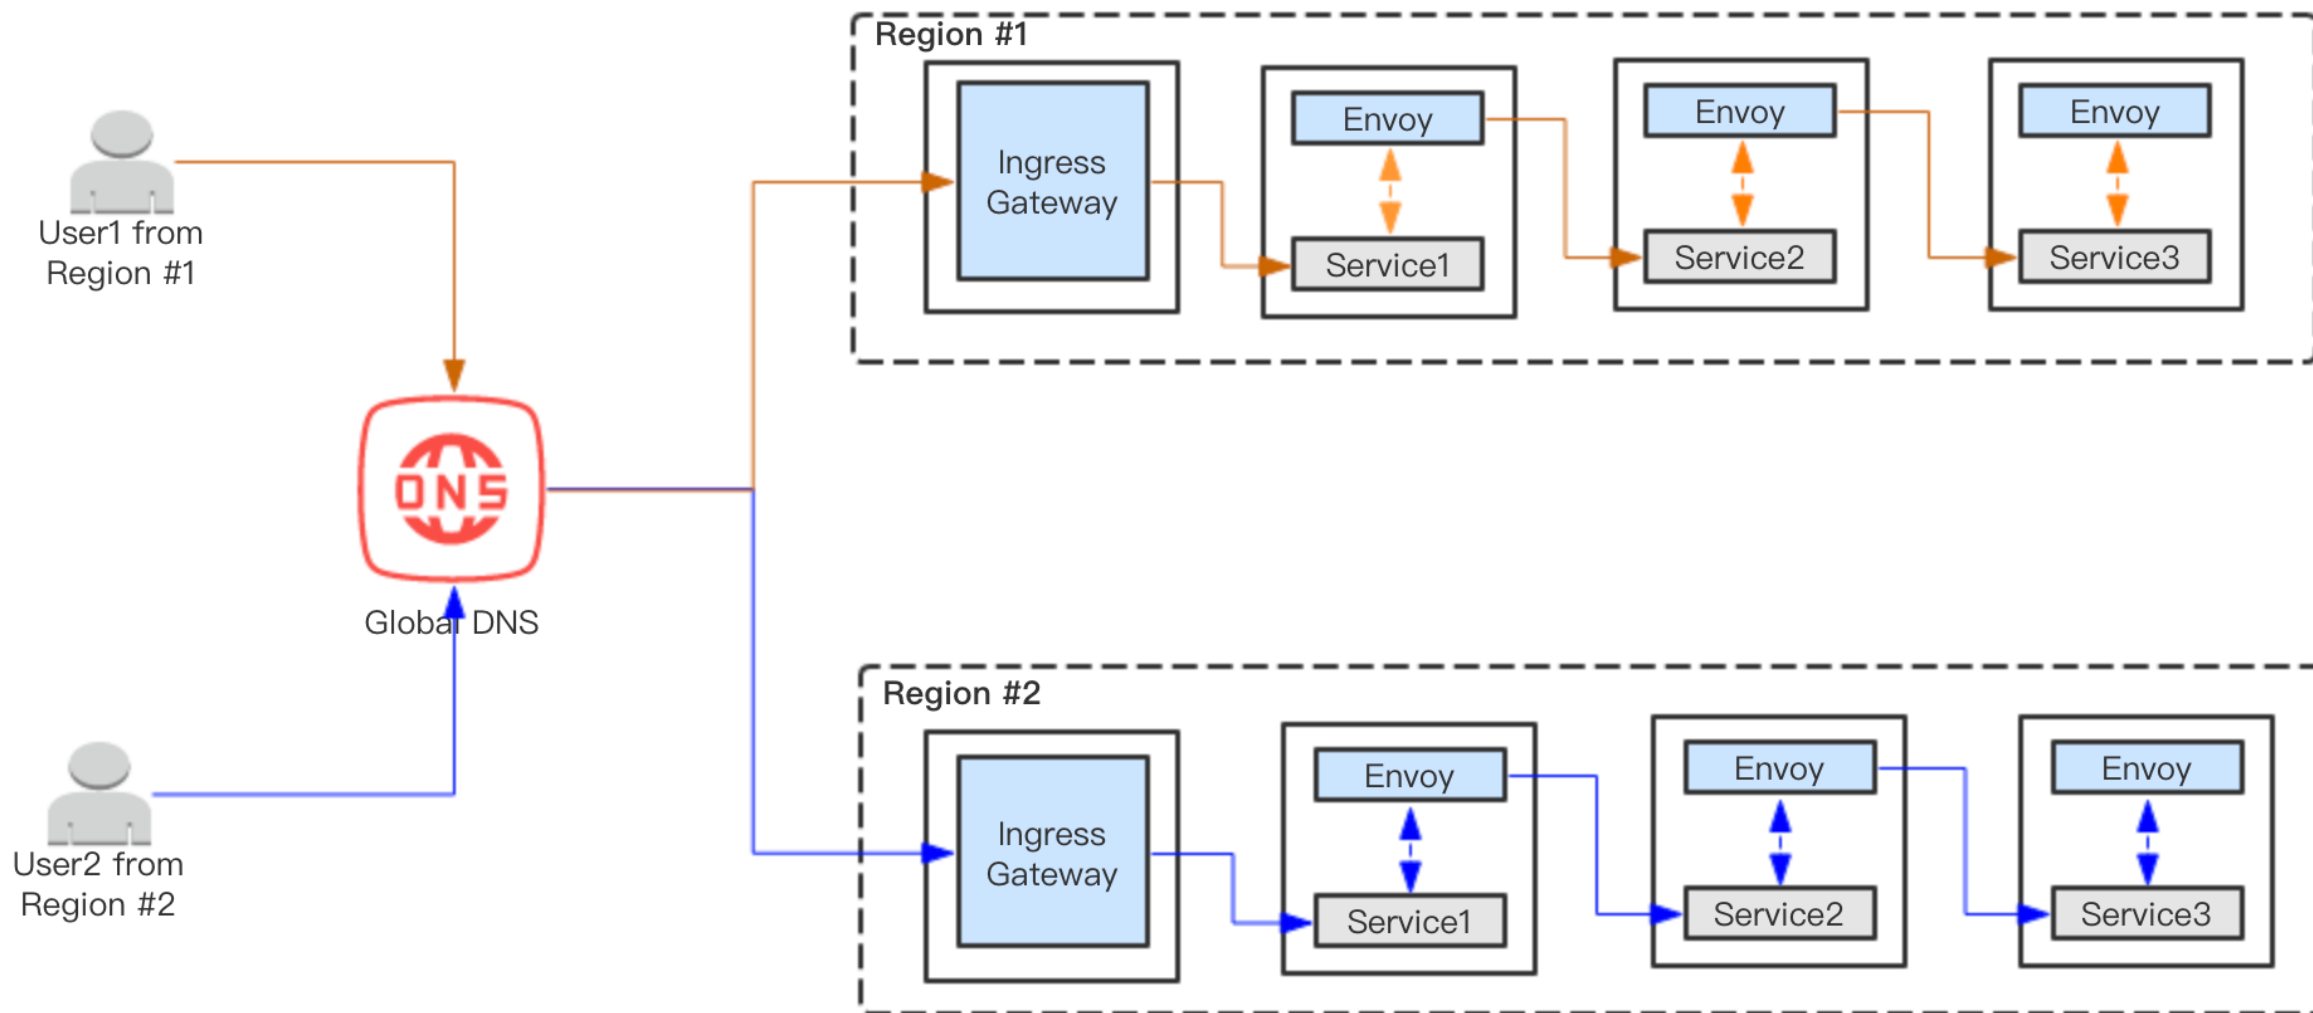 Region #1
Ingress
Gateway
Envoy
Service1
Envoy
Service2
Envoy
Service3
User1 from
Region #1
DNS
Global DNS
Region #2
Ingress
Gateway
Envoy
Service1
Envoy
Service2
Envoy
Service3
User2 from
Region #2